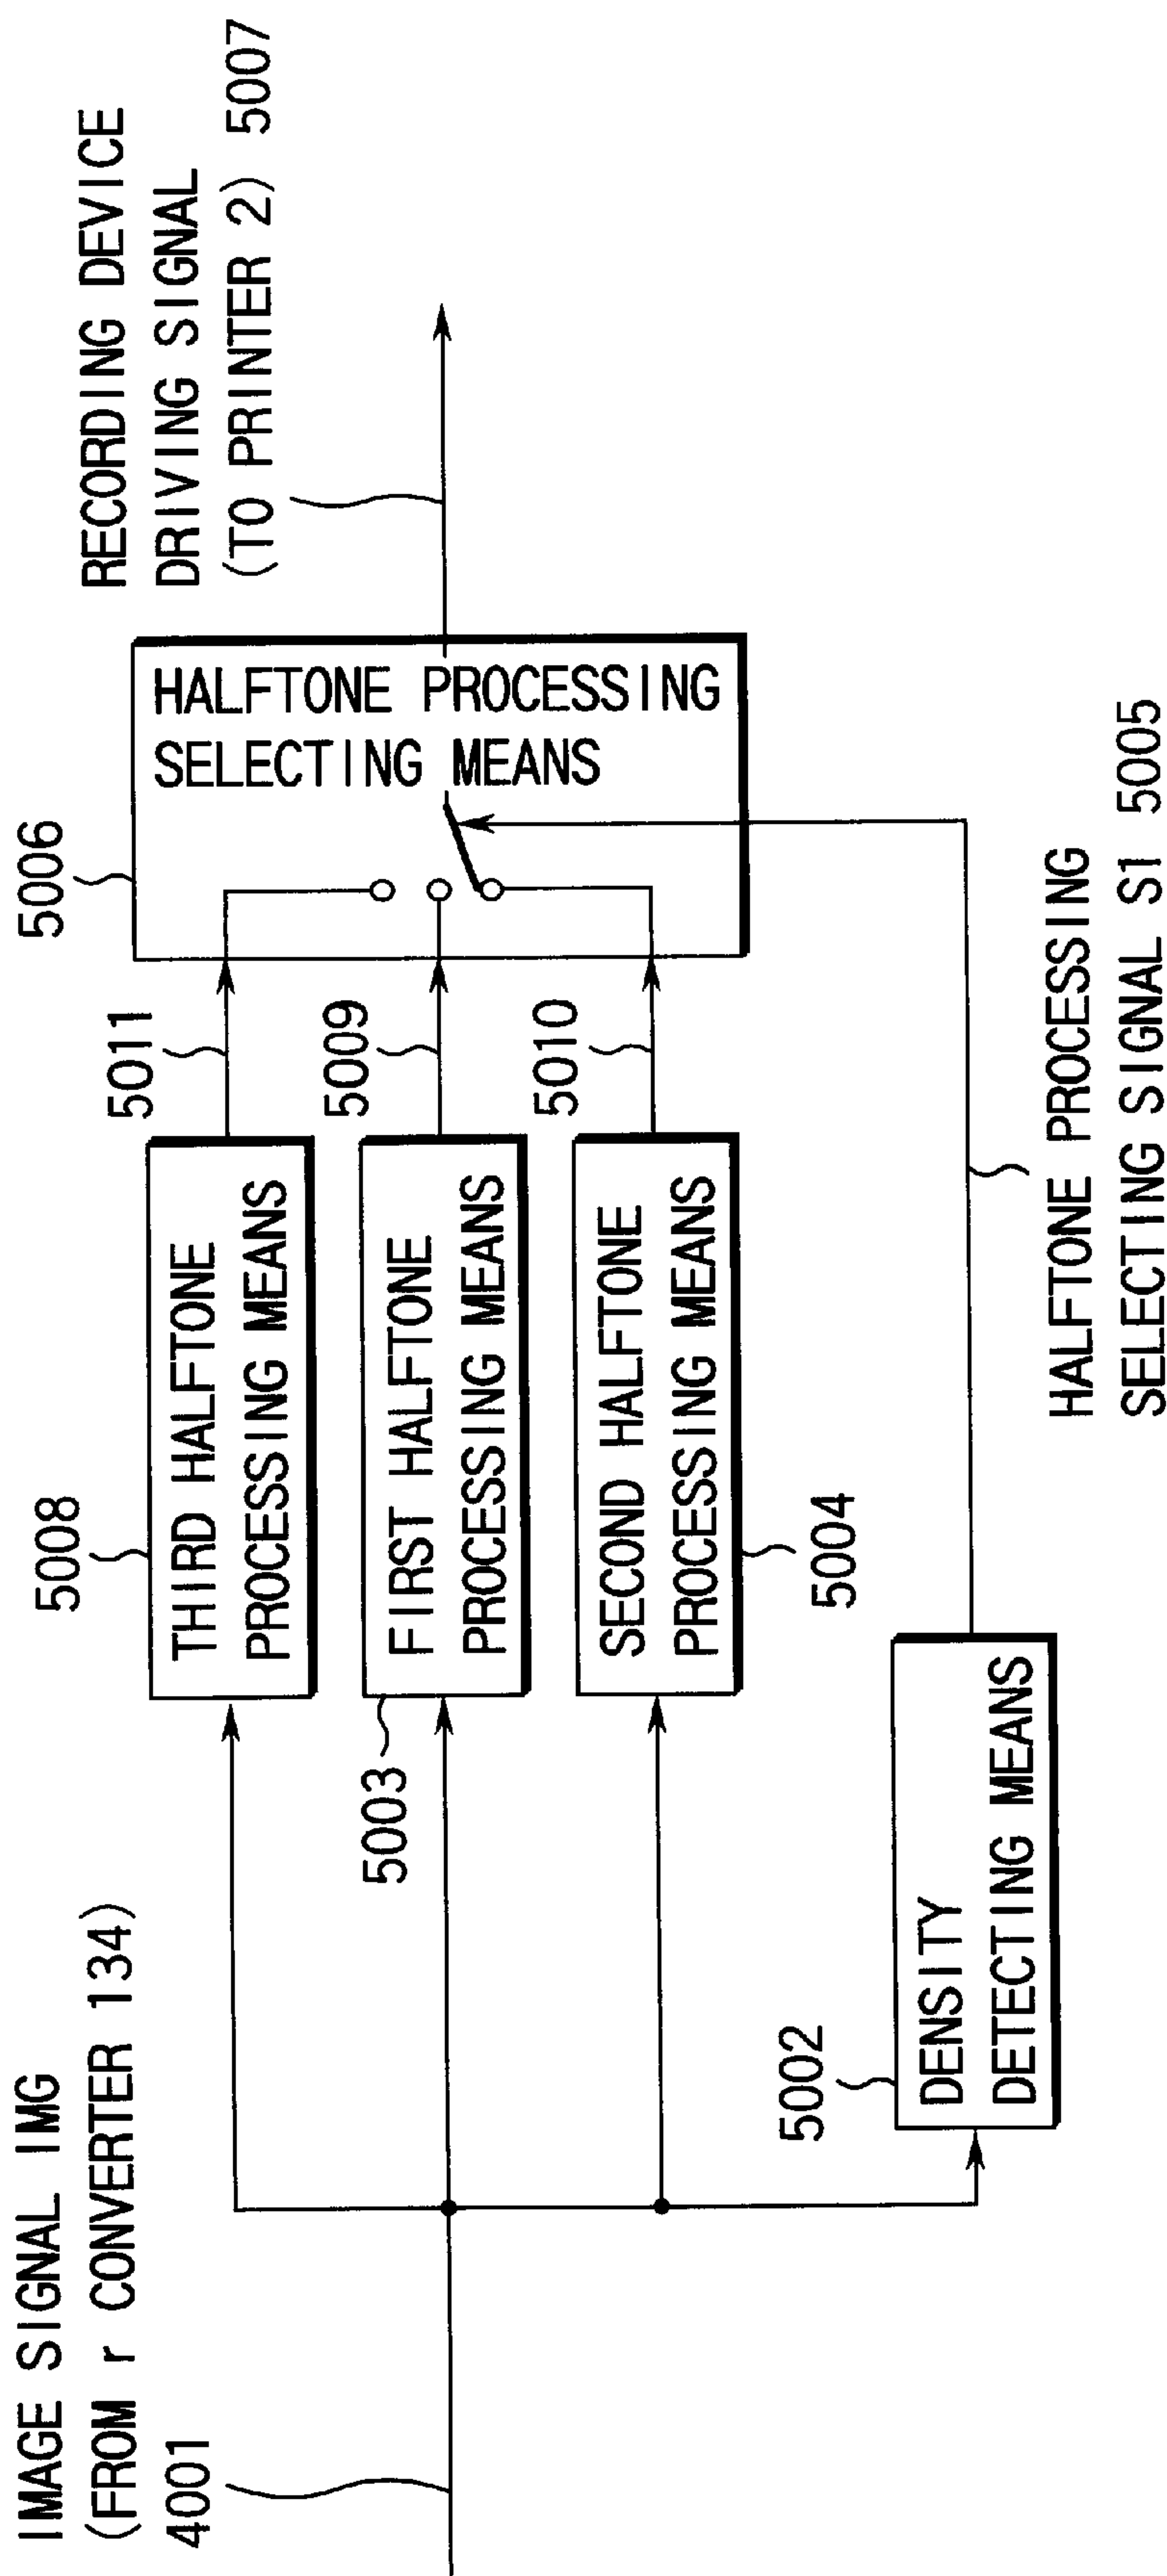 IMAGE SIGNAL IMG
(FROM r CONVERTER 134)
4001
5008
THIRD HALFTONE
PROCESSING MEANS
5011
5003
FIRST HALFTONE
PROCESSING MEANS
5009
SECOND HALFTONE
PROCESSING MEANS
5004
5010
5002
DENSITY
DETECTING MEANS
HALFTONE PROCESSING
SELECTING SIGNAL S1 5005
5006
HALFTONE PROCESSING
SELECTING MEANS
RECORDING DEVICE
DRIVING SIGNAL
(TO PRINTER 2) 5007